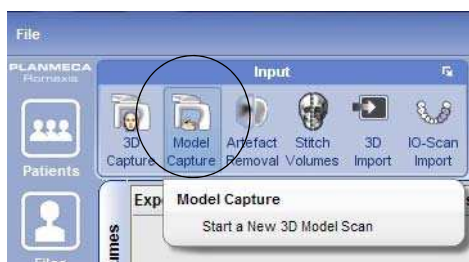 File
PLANMECA
Romexis
Input
3D Capture
Model Capture
Artefact Removal
Stitch Volumes
3D Import
IO-Scan Import
Patients
Exp
Model Capture
Start a New 3D Model Scan
Files
umes